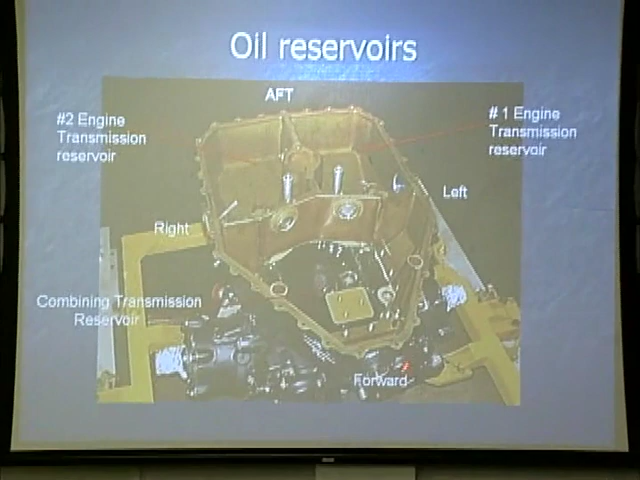 Oil reservoirs
AFT
#2 Engine
Transmission
reservoir
# 1 Engine
Transmission
reservoir
Left
Right
Combining Transmission
Reservoir
Forward